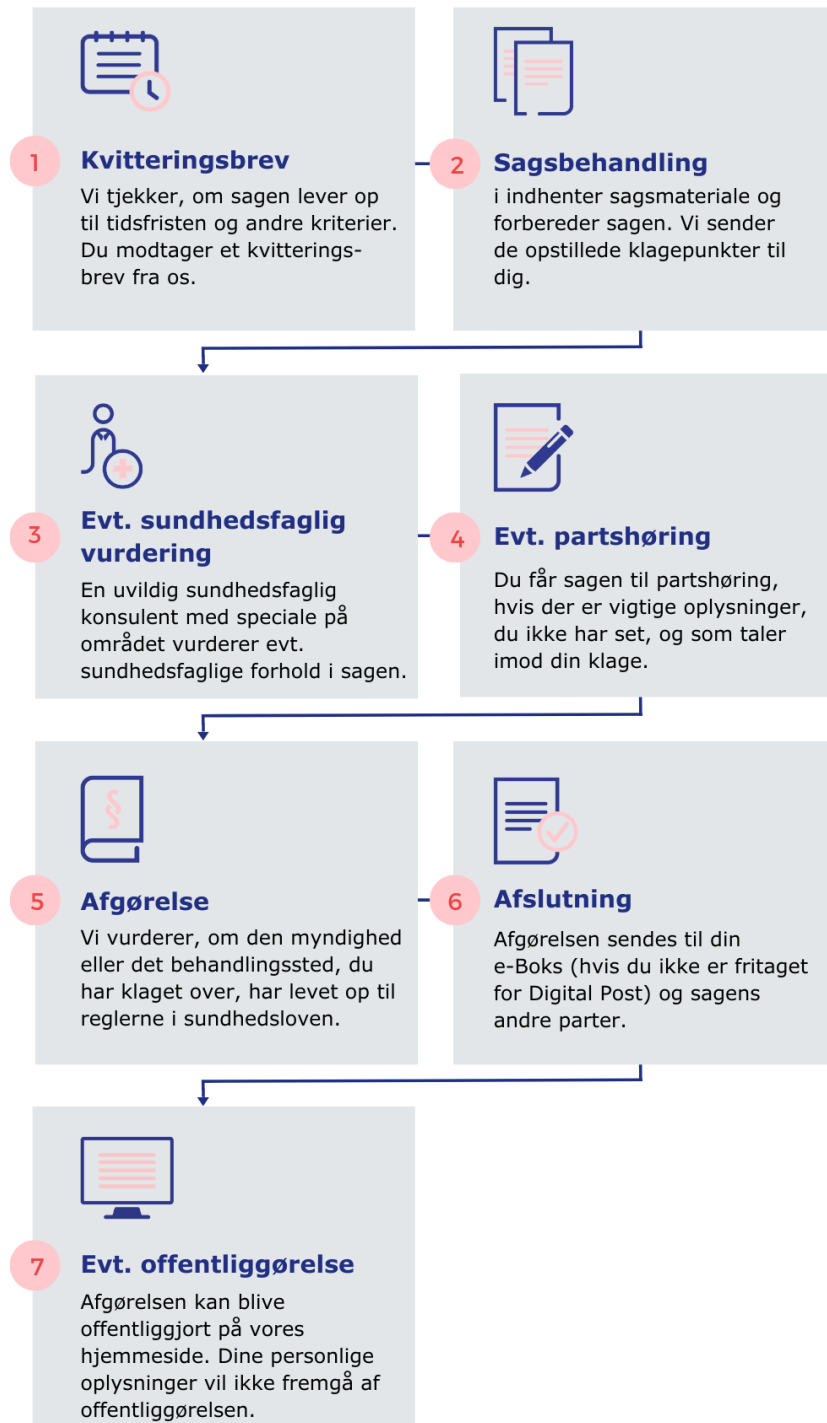 1
Kvitteringsbrev
Vi tjekker, om sagen lever op
til tidsfristen og andre kriterier.
Du modtager et kvitterings-
brev fra os.
2
Sagsbehandling
i indhenter sagsmateriale og
forbereder sagen. Vi sender
de opstillede klagepunkter til
dig.
3
Evt. sundhedsfaglig
vurdering
En uvildig sundhedsfaglig
konsulent med speciale på
området vurderer evt.
sundhedsfaglige forhold i sagen.
4
Evt. partshøring
Du får sagen til partshøring,
hvis der er vigtige oplysninger,
du ikke har set, og som taler
imod din klage.
§
5
Afgørelse
Vi vurderer, om den myndighed
eller det behandlingssted, du
har klaget over, har levet op til
reglerne i sundhedsloven.
6
Afslutning
Afgørelsen sendes til din
e-Boks (hvis du ikke er fritaget
for Digital Post) og sagens
andre parter.
7
Evt. offentliggørelse
Afgørelsen kan blive
offentliggjort på vores
hjemmeside. Dine personlige
oplysninger vil ikke fremgå af
offentliggørelsen.